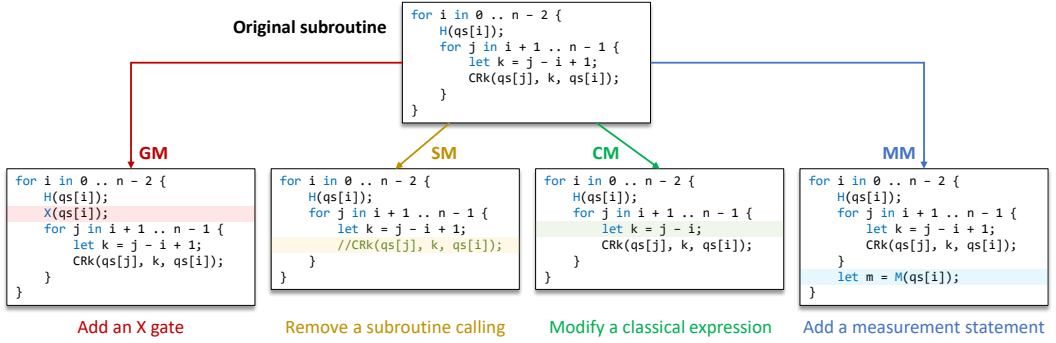 Original subroutine
for i in 0 .. n – 2 {
H(qs[i]);
for j in i + 1 .. n – 1 {
let k = j – i + 1;
CRk(qs[j], k, qs[i]);
}
}
GM
SM
CM
MM
for i in 0 .. n – 2 {
H(qs[i]);
X(qs[i]);
for j in i + 1 .. n – 1 {
let k = j – i + 1;
CRk(qs[j], k, qs[i]);
}
}
Add an X gate
for i in 0 .. n – 2 {
H(qs[i]);
for j in i + 1 .. n – 1 {
let k = j – i + 1;
//CRk(qs[j], k, qs[i]);
}
}
Remove a subroutine calling
for i in 0 .. n – 2 {
H(qs[i]);
for j in i + 1 .. n – 1 {
let k = j – i;
CRk(qs[j], k, qs[i]);
}
}
Modify a classical expression
for i in 0 .. n – 2 {
H(qs[i]);
for j in i + 1 .. n – 1 {
let k = j – i + 1;
CRk(qs[j], k, qs[i]);
}
let m = M(qs[i]);
}
Add a measurement statement